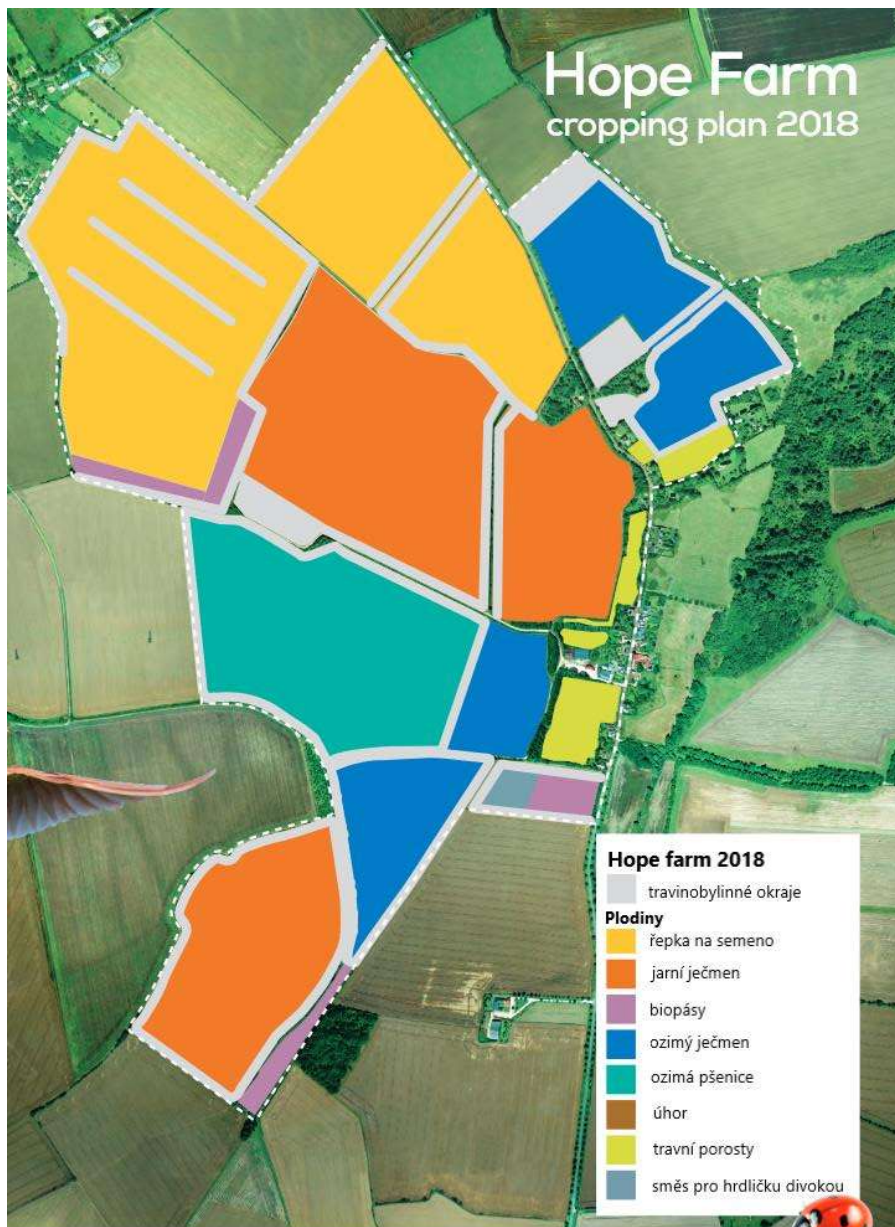 Hope Farm
cropping plan 2018
Hope farm 2018
travinobylinné okraje
Plodiny
řepka na semeno
jarní ječmen
biopásy
ozimý ječmen
ozimá pšenice
úhor
travní porosty
směs pro hrdličku divokou